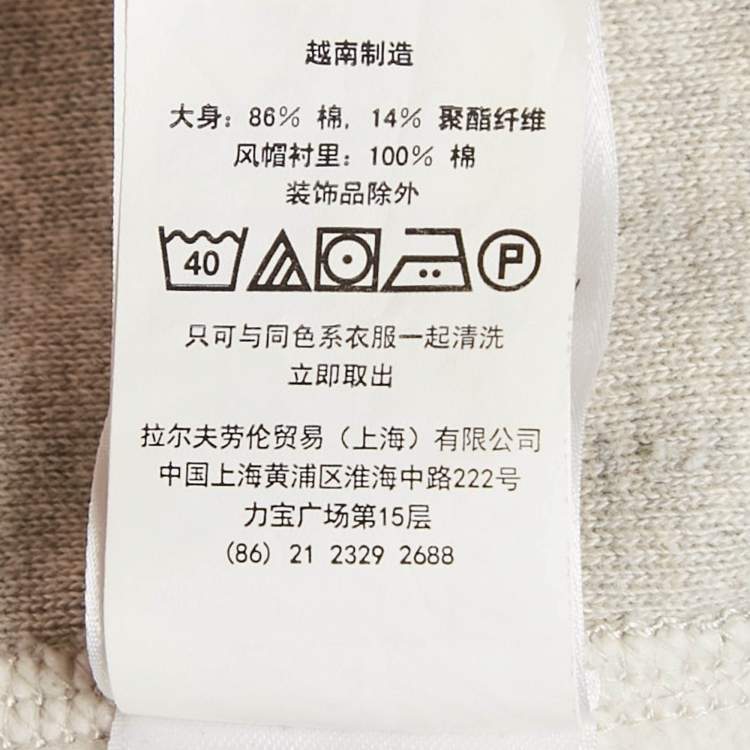 越南制造
大身：86% 棉, 14% 聚酯纤维
风帽衬里：100% 棉
装饰品除外
40 P
只可与同色系衣服一起清洗
立即取出
拉尔夫劳伦贸易（上海）有限公司
中国上海黄浦区淮海中路222号
力宝广场第15层
(86) 21 2329 2688